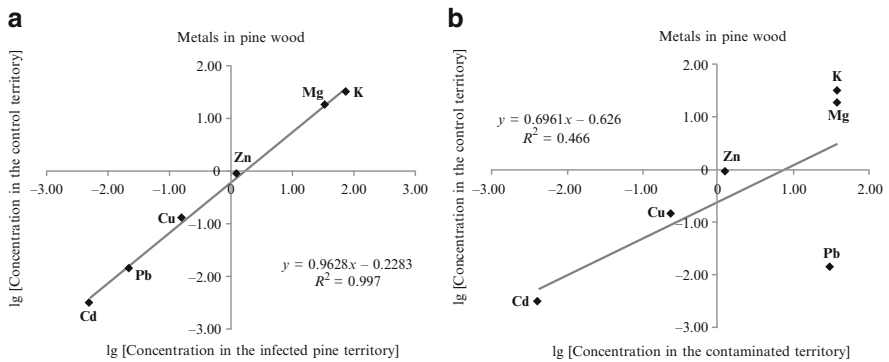 a
Metals in pine wood
lg [Concentration in the control territory]
2.00
1.00
0
−1.00
−2.00
−3.00
−3.00 −2.00 −1.00 0 1.00 2.00 3.00
Mg
K
Zn
Cu
Pb
Cd
y = 0.9628x − 0.2283
R² = 0.997
lg [Concentration in the infected pine territory]
b
Metals in pine wood
lg [Concentration in the control territory]
2.00
1.00
0
−1.00
−2.00
−3.00
−3.00 −2.00 −1.00 0 1.00 2.00
K
Mg
y = 0.6961x − 0.626
R² = 0.466
Zn
Cu
Pb
Cd
lg [Concentration in the contaminated territory]